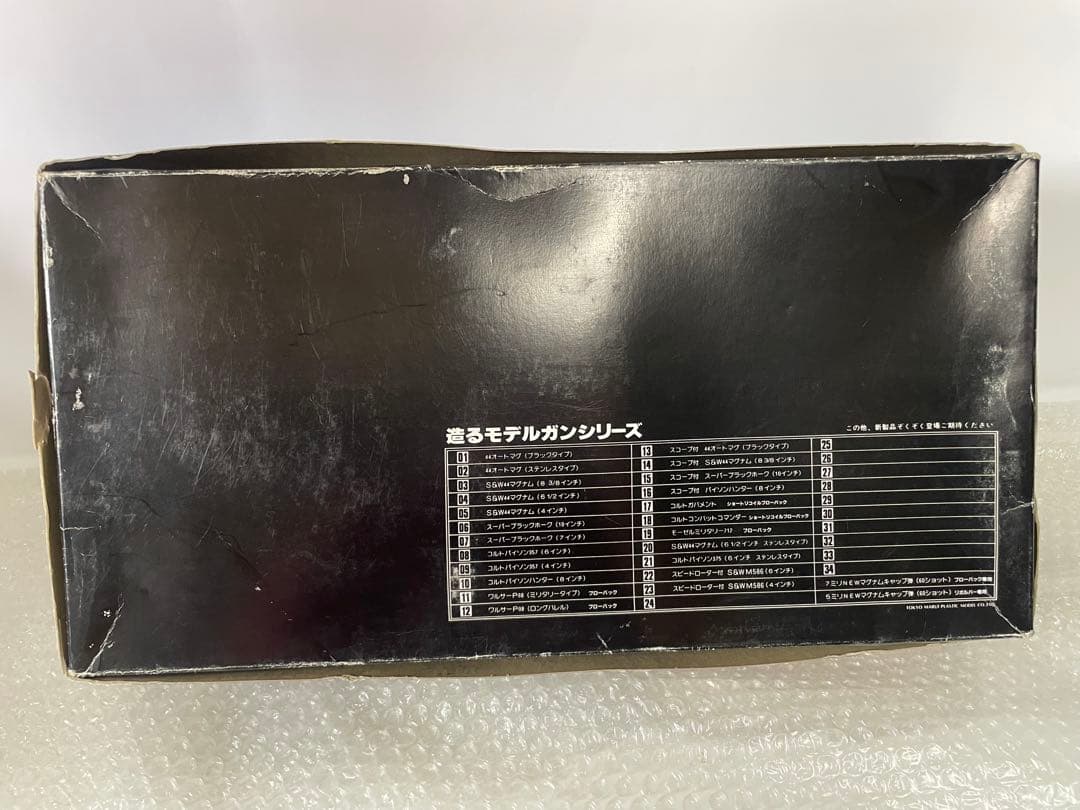 造るモデルガンシリーズ
この他、新製品ぞくぞく登場ご期待ください
01 44オートマグ(ブラックタイプ)
02 44オートマグ(ステンレスタイプ)
03 S&W44マグナム(8 3/8インチ)
04 S&W44マグナム(6 1/2インチ)
05 S&W44マグナム(4インチ)
06 スーパーブラックホーク(10インチ)
07 スーパーブラックホーク(7インチ)
08 コルトパイソン357(6インチ)
09 コルトパイソン357(4インチ)
10 コルトパイソンハンター(8インチ)
11 ワルサーP38(ミリタリータイプ) ブローバック
12 ワルサーP38(ロングバレル) ブローバック
13 スコープ付 44オートマグ(ブラックタイプ)
14 スコープ付 S&W44マグナム(8 3/8インチ)
15 スコープ付 スーパーブラックホーク(10インチ)
16 スコープ付 パイソンハンター(8インチ)
17 コルトガバメント ショートリコイルブローバック
18 コルトコンバットコマンダー ショートリコイルブローバック
19 モーゼルミリタリー712 ブローバック
20 S&W44マグナム(6 1/2インチ ステンレスタイプ)
21 コルトパイソン375(6インチ ステンレスタイプ)
22 スピードローター付 S&W M586(6インチ)
23 スピードローター付 S&W M586(4インチ)
24
25
26
27
28
29
30
31
32
33
34
7ミリNEWマグナムキャップ弾(60ショット) ブローバック専用
5ミリNEWマグナムキャップ弾(60ショット) リボルバー専用
TOKYO MARUI PLASTIC MODEL CO.,LTD.